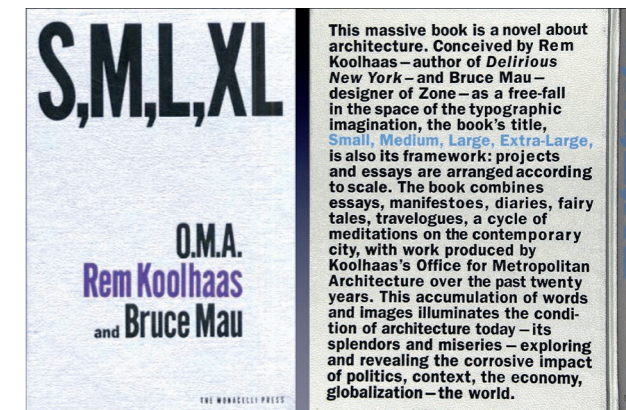 S,M,L,XL
O.M.A.
Rem Koolhaas
and Bruce Mau
THE MONACELLI PRESS
This massive book is a novel about
architecture. Conceived by Rem
Koolhaas—author of Delirious
New York—and Bruce Mau—
designer of Zone—as a free-fall
in the space of the typographic
imagination, the book's title,
Small, Medium, Large, Extra-Large,
is also its framework: projects
and essays are arranged according
to scale. The book combines
essays, manifestoes, diaries, fairy
tales, travelogues, a cycle of
meditations on the contemporary
city, with work produced by
Koolhaas's Office for Metropolitan
Architecture over the past twenty
years. This accumulation of words
and images illuminates the condi-
tion of architecture today—its
splendors and miseries—exploring
and revealing the corrosive impact
of politics, context, the economy,
globalization—the world.